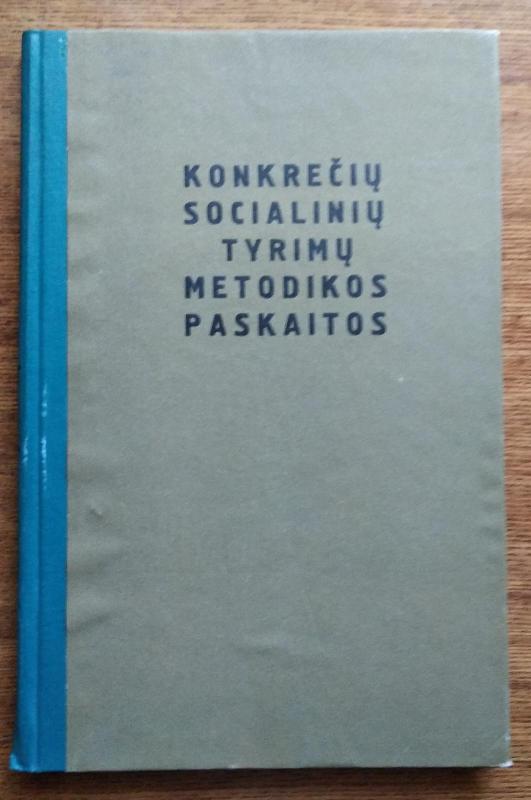 KONKREČIŲ
SOCIALINIŲ
TYRIMŲ
METODIKOS
PASKAITOS